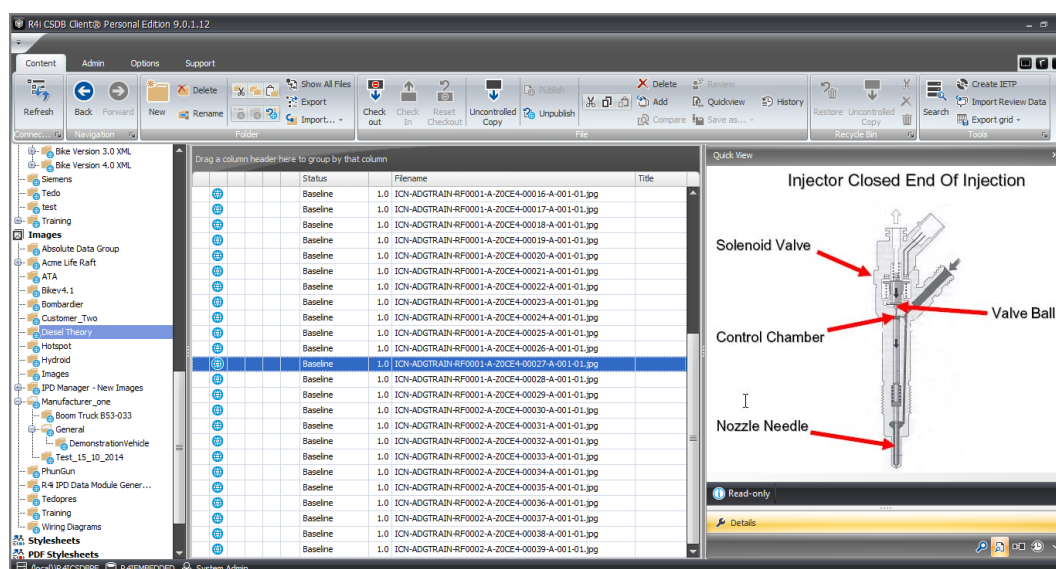 R4i CSDB Client® Personal Edition 9.0.1.12
Content Admin Options Support
Refresh Back Forward New Delete Rename Show All Files Export Import... Check out Check In Reset Checkout Uncontrolled Copy Publish Unpublish Delete Add Compare Review Quickview Save as... History Restore Uncontrolled Copy Search Create IETP Import Review Data Export grid
Connec... Navigation Folder File Recycle Bin Tools
Bike Version 3.0 XML
Bike Version 4.0 XML
Siemens
Tedo
test
Training
Images
Absolute Data Group
Acme Life Raft
ATA
Bikev4.1
Bombardier
Customer_Two
Diesel Theory
Hotspot
Hydroid
Images
IPD Manager - New Images
Manufacturer_one
Boom Truck B53-033
General
DemonstrationVehide
Test_15_10_2014
PhunGun
R4i IPD Data Module Gener...
Tedopres
Training
Wiring Diagrams
Stylesheets
PDF Stylesheets
Drag a column header here to group by that column
Status Filename Title
Baseline 1.0 ICN-ADGTRAIN-RF0001-A-Z0CE4-00016-A-001-01.jpg
Baseline 1.0 ICN-ADGTRAIN-RF0001-A-Z0CE4-00017-A-001-01.jpg
Baseline 1.0 ICN-ADGTRAIN-RF0001-A-Z0CE4-00018-A-001-01.jpg
Baseline 1.0 ICN-ADGTRAIN-RF0001-A-Z0CE4-00019-A-001-01.jpg
Baseline 1.0 ICN-ADGTRAIN-RF0001-A-Z0CE4-00020-A-001-01.jpg
Baseline 1.0 ICN-ADGTRAIN-RF0001-A-Z0CE4-00021-A-001-01.jpg
Baseline 1.0 ICN-ADGTRAIN-RF0001-A-Z0CE4-00022-A-001-01.jpg
Baseline 1.0 ICN-ADGTRAIN-RF0001-A-Z0CE4-00023-A-001-01.jpg
Baseline 1.0 ICN-ADGTRAIN-RF0001-A-Z0CE4-00024-A-001-01.jpg
Baseline 1.0 ICN-ADGTRAIN-RF0001-A-Z0CE4-00025-A-001-01.jpg
Baseline 1.0 ICN-ADGTRAIN-RF0001-A-Z0CE4-00026-A-001-01.jpg
Baseline 1.0 ICN-ADGTRAIN-RF0001-A-Z0CE4-00027-A-001-01.jpg
Baseline 1.0 ICN-ADGTRAIN-RF0001-A-Z0CE4-00028-A-001-01.jpg
Baseline 1.0 ICN-ADGTRAIN-RF0001-A-Z0CE4-00029-A-001-01.jpg
Baseline 1.0 ICN-ADGTRAIN-RF0002-A-Z0CE4-00030-A-001-01.jpg
Baseline 1.0 ICN-ADGTRAIN-RF0002-A-Z0CE4-00031-A-001-01.jpg
Baseline 1.0 ICN-ADGTRAIN-RF0002-A-Z0CE4-00032-A-001-01.jpg
Baseline 1.0 ICN-ADGTRAIN-RF0002-A-Z0CE4-00033-A-001-01.jpg
Baseline 1.0 ICN-ADGTRAIN-RF0002-A-Z0CE4-00034-A-001-01.jpg
Baseline 1.0 ICN-ADGTRAIN-RF0002-A-Z0CE4-00035-A-001-01.jpg
Baseline 1.0 ICN-ADGTRAIN-RF0002-A-Z0CE4-00036-A-001-01.jpg
Baseline 1.0 ICN-ADGTRAIN-RF0002-A-Z0CE4-00037-A-001-01.jpg
Baseline 1.0 ICN-ADGTRAIN-RF0002-A-Z0CE4-00038-A-001-01.jpg
Baseline 1.0 ICN-ADGTRAIN-RF0002-A-Z0CE4-00039-A-001-01.jpg
Quick View
Injector Closed End Of Injection
Solenoid Valve
Valve Ball
Control Chamber
Nozzle Needle
Read-only
Details
(local)\R4ICSDBPE R4IEMBEDDED System Admin